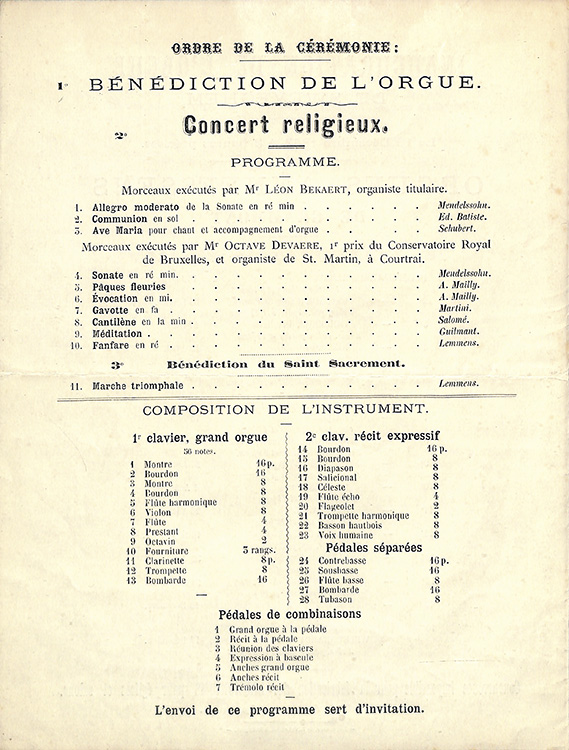 ORDRE DE LA CÉRÉMONIE:
1º BÉNÉDICTION DE L'ORGUE.
2º Concert religieux.
PROGRAMME.
Morceaux exécutés par Mr LÉON BEKAERT, organiste titulaire.
1. Allegro moderato de la Sonate en ré min . . . . . . Mendelssohn.
2. Communion en sol . . . . . . . . . . . Ed. Batiste.
3. Ave Maria pour chant et accompagnement d'orgue . . . . . Schubert.
Morceaux exécutés par Mr OCTAVE DEVAERE, 1r prix du Conservatoire Royal
de Bruxelles, et organiste de St. Martin, à Courtrai.
4. Sonate en ré min. . . . . . . . . . . . Mendelssohn.
5. Pâques fleuries . . . . . . . . . . . A. Mailly.
6. Évocation en mi. . . . . . . . . . . . A. Mailly.
7. Gavotte en fa . . . . . . . . . . . . Martini.
8. Cantilène en la min . . . . . . . . . . . Salomé.
9. Méditation . . . . . . . . . . . . Guilmant.
10. Fanfare en ré . . . . . . . . . . . . Lemmens.
3º Bénédiction du Saint Sacrement.
11. Marche triomphale . . . . . . . . . . . Lemmens.
COMPOSITION DE L'INSTRUMENT.
1r clavier, grand orgue
56 notes.
1 Montre 16 p.
2 Bourdon 16
3 Montre 8
4 Bourdon 8
5 Flûte harmonique 8
6 Violon 8
7 Flûte 4
8 Prestant 4
9 Octavin 2
10 Fourniture 3 rangs.
11 Clarinette 8 p.
12 Trompette 8
13 Bombarde 16
2e clav. récit expressif
14 Bourdon 16 p.
15 Bourdon 8
16 Diapason 8
17 Salicional 8
18 Céleste 8
19 Flûte écho 4
20 Flageolet 2
21 Trompette harmonique 8
22 Basson hautbois 8
23 Voix humaine 8
Pédales séparées
24 Contrebasse 16 p.
25 Sousbasse 16
26 Flûte basse 8
27 Bombarde 16
28 Tubason 8
Pédales de combinaisons
1 Grand orgue à la pédale
2 Récit à la pédale
3 Réunion des claviers
4 Expression à bascule
5 Anches grand orgue
6 Anches récit
7 Trémolo récit
L'envoi de ce programme sert d'invitation.